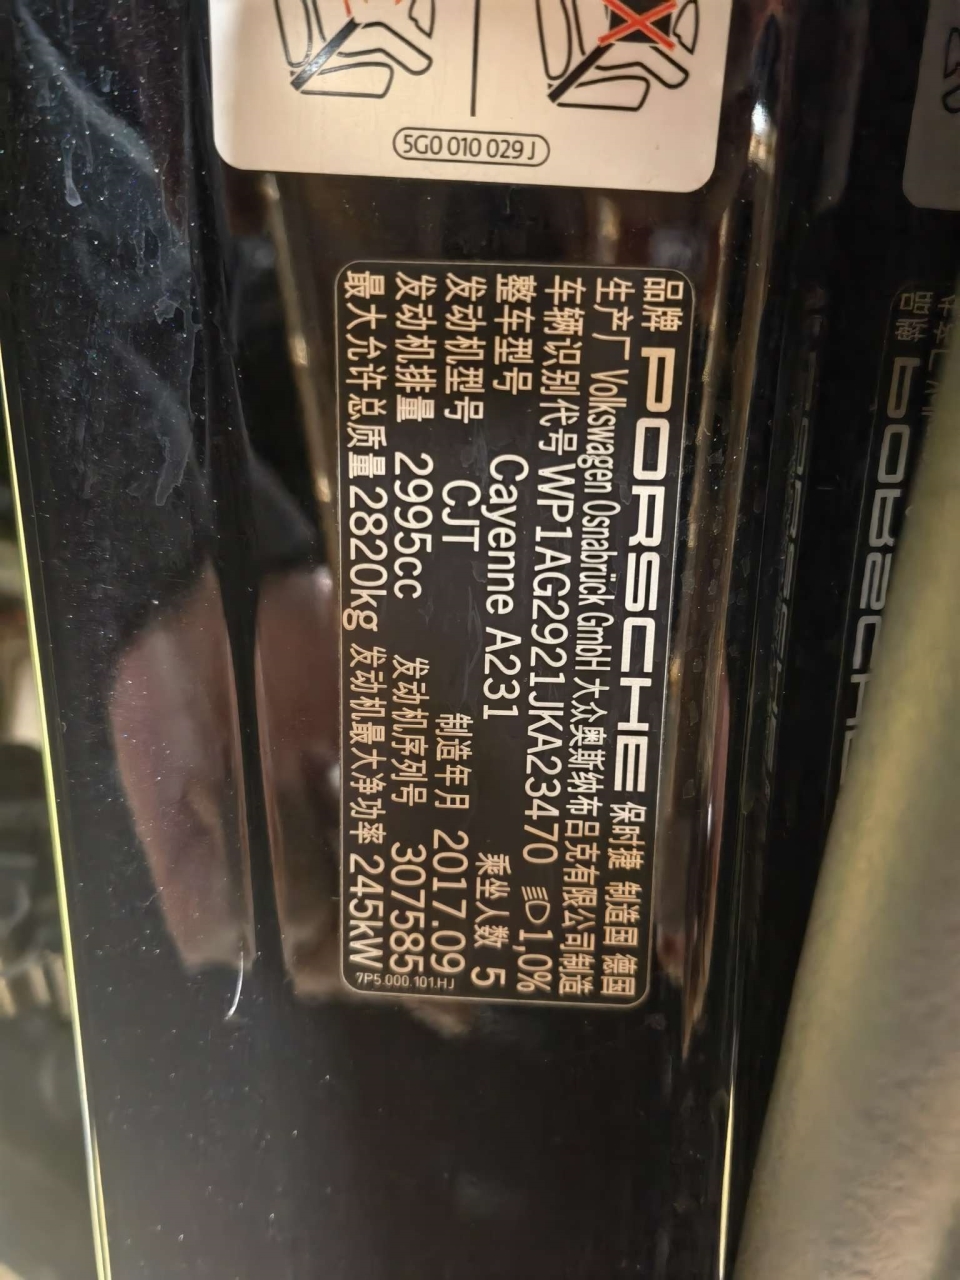 5G0 010 029 J
品牌 PORSCHE 保时捷 制造国 德国
生产厂 Volkswagen Osnabrück GmbH 大众奥斯纳布吕克有限公司制造
车辆识别代号 WP1AG2921JKA23470 1,0%
整车型号 Cayenne A231 乘坐人数 5
发动机型号 CJT 制造年月 2017.09
发动机排量 2995cc 发动机序列号 307585
最大允许总质量 2820kg 发动机最大净功率 245kW
7P5.000.101.HJ